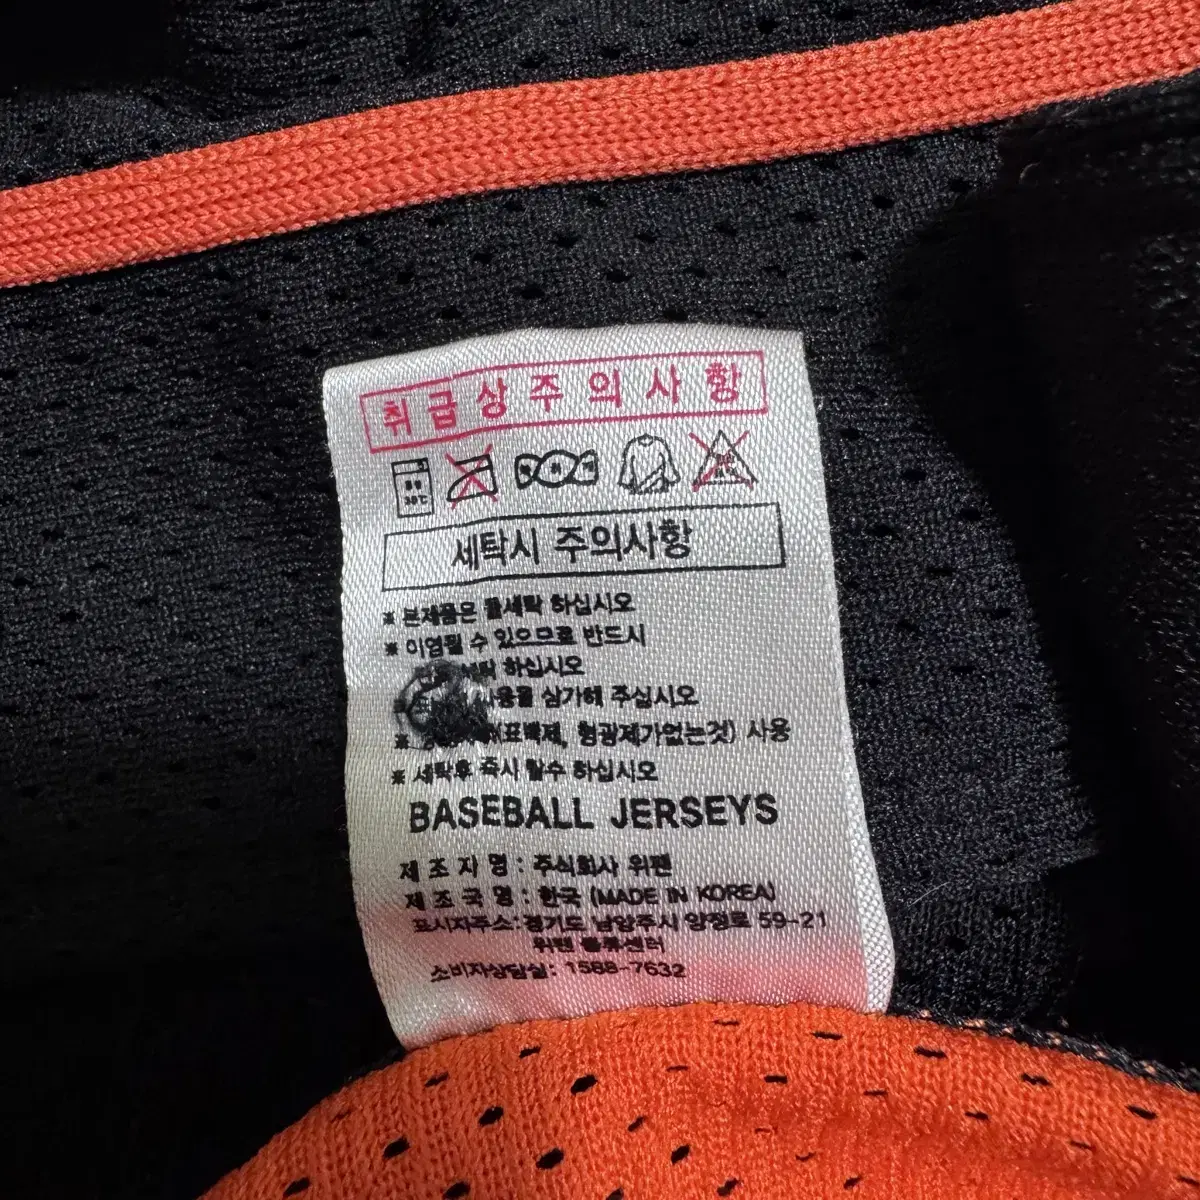 취급상주의사항
30℃
세탁시 주의사항
※ 본제품은 물세탁 하십시오
※ 이염될 수 있으므로 반드시
하십시오
사용을 삼가해 주십시오
※ (표백제, 형광제가없는것) 사용
※ 세탁후 즉시 탈수 하십시오
BASEBALL JERSEYS
제 조 자 명 : 주식회사 위팬
제 조 국 명 : 한국 (MADE IN KOREA)
표시자주소: 경기도 남양주시 양정로 59-21
위팬 물류센터
소비자상담실: 1588-7632